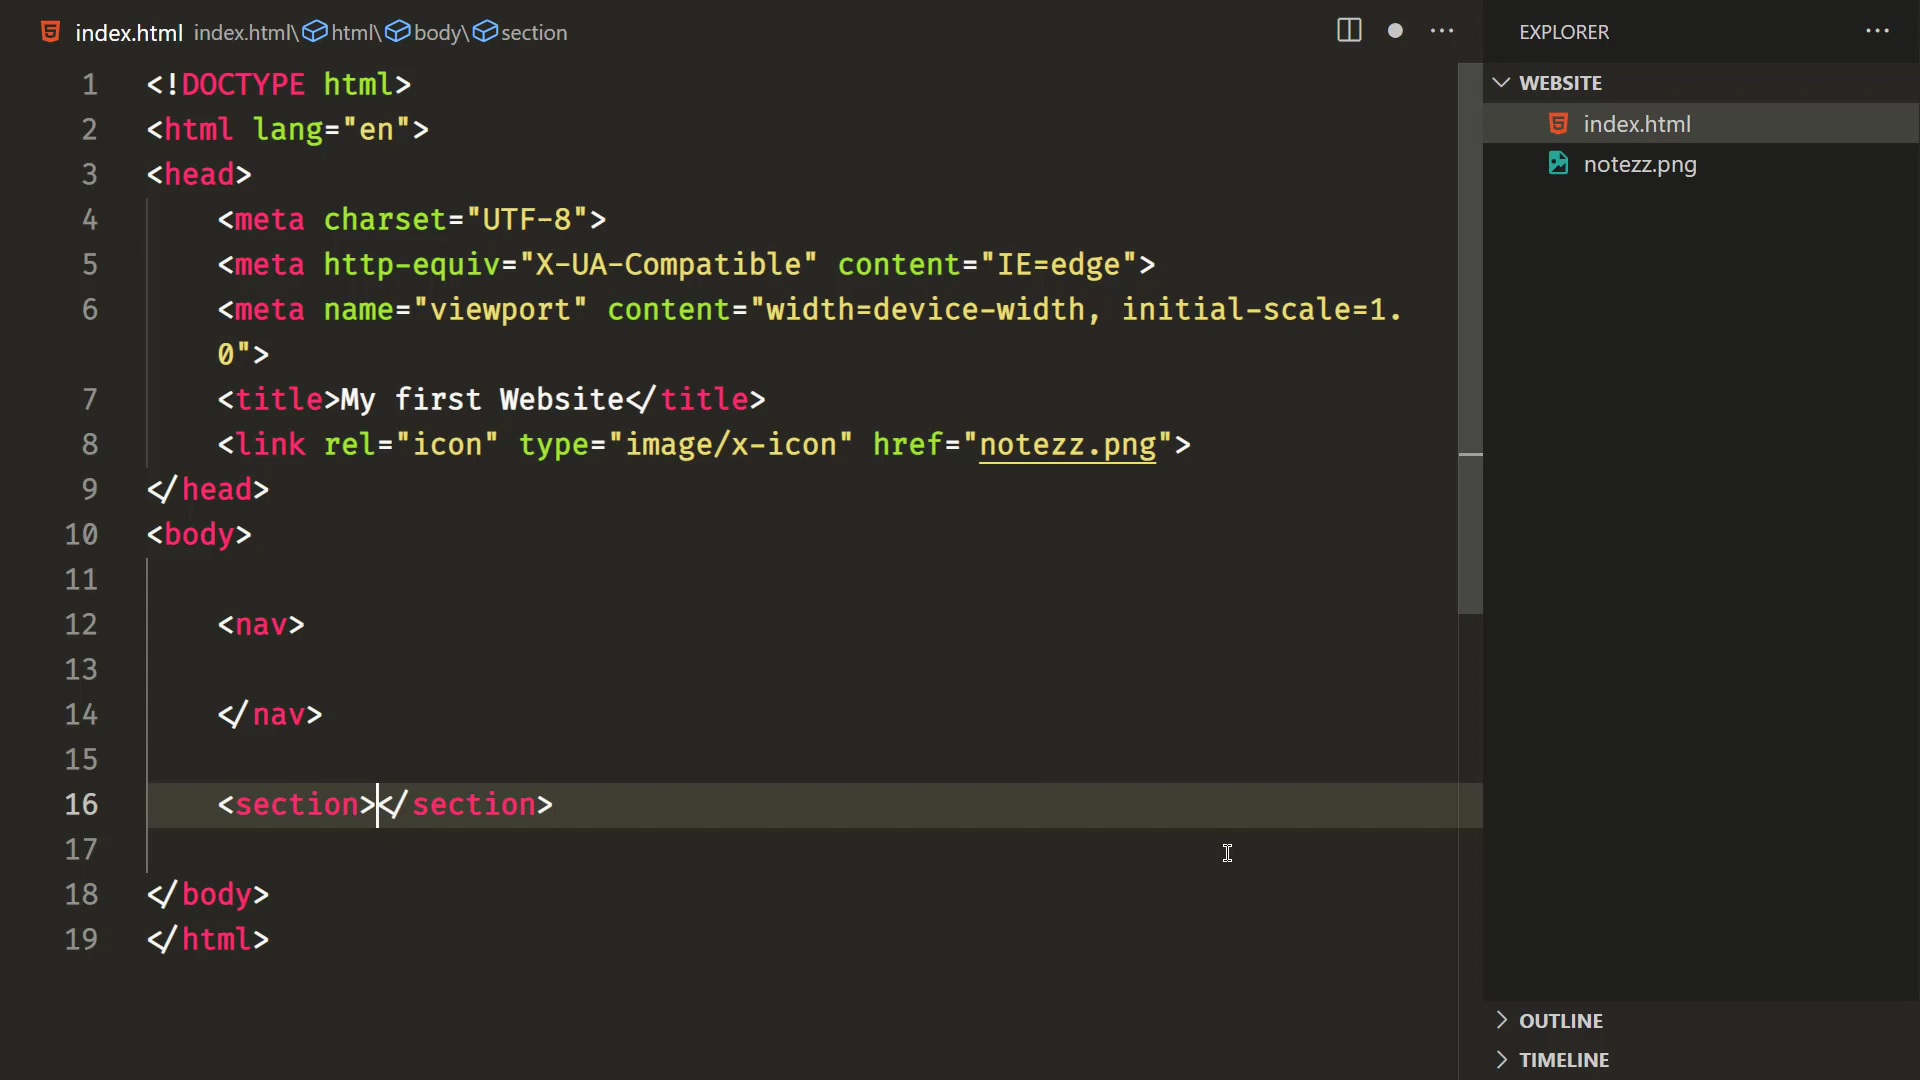 index.html index.html\html\body\section
1 <!DOCTYPE html>
2 <html lang="en">
3 <head>
4 <meta charset="UTF-8">
5 <meta http-equiv="X-UA-Compatible" content="IE=edge">
6 <meta name="viewport" content="width=device-width, initial-scale=1.
0">
7 <title>My first Website</title>
8 <link rel="icon" type="image/x-icon" href="notezz.png">
9 </head>
10 <body>
11
12 <nav>
13
14 </nav>
15
16 <section></section>
17
18 </body>
19 </html>
EXPLORER
WEBSITE
index.html
notezz.png
OUTLINE
TIMELINE